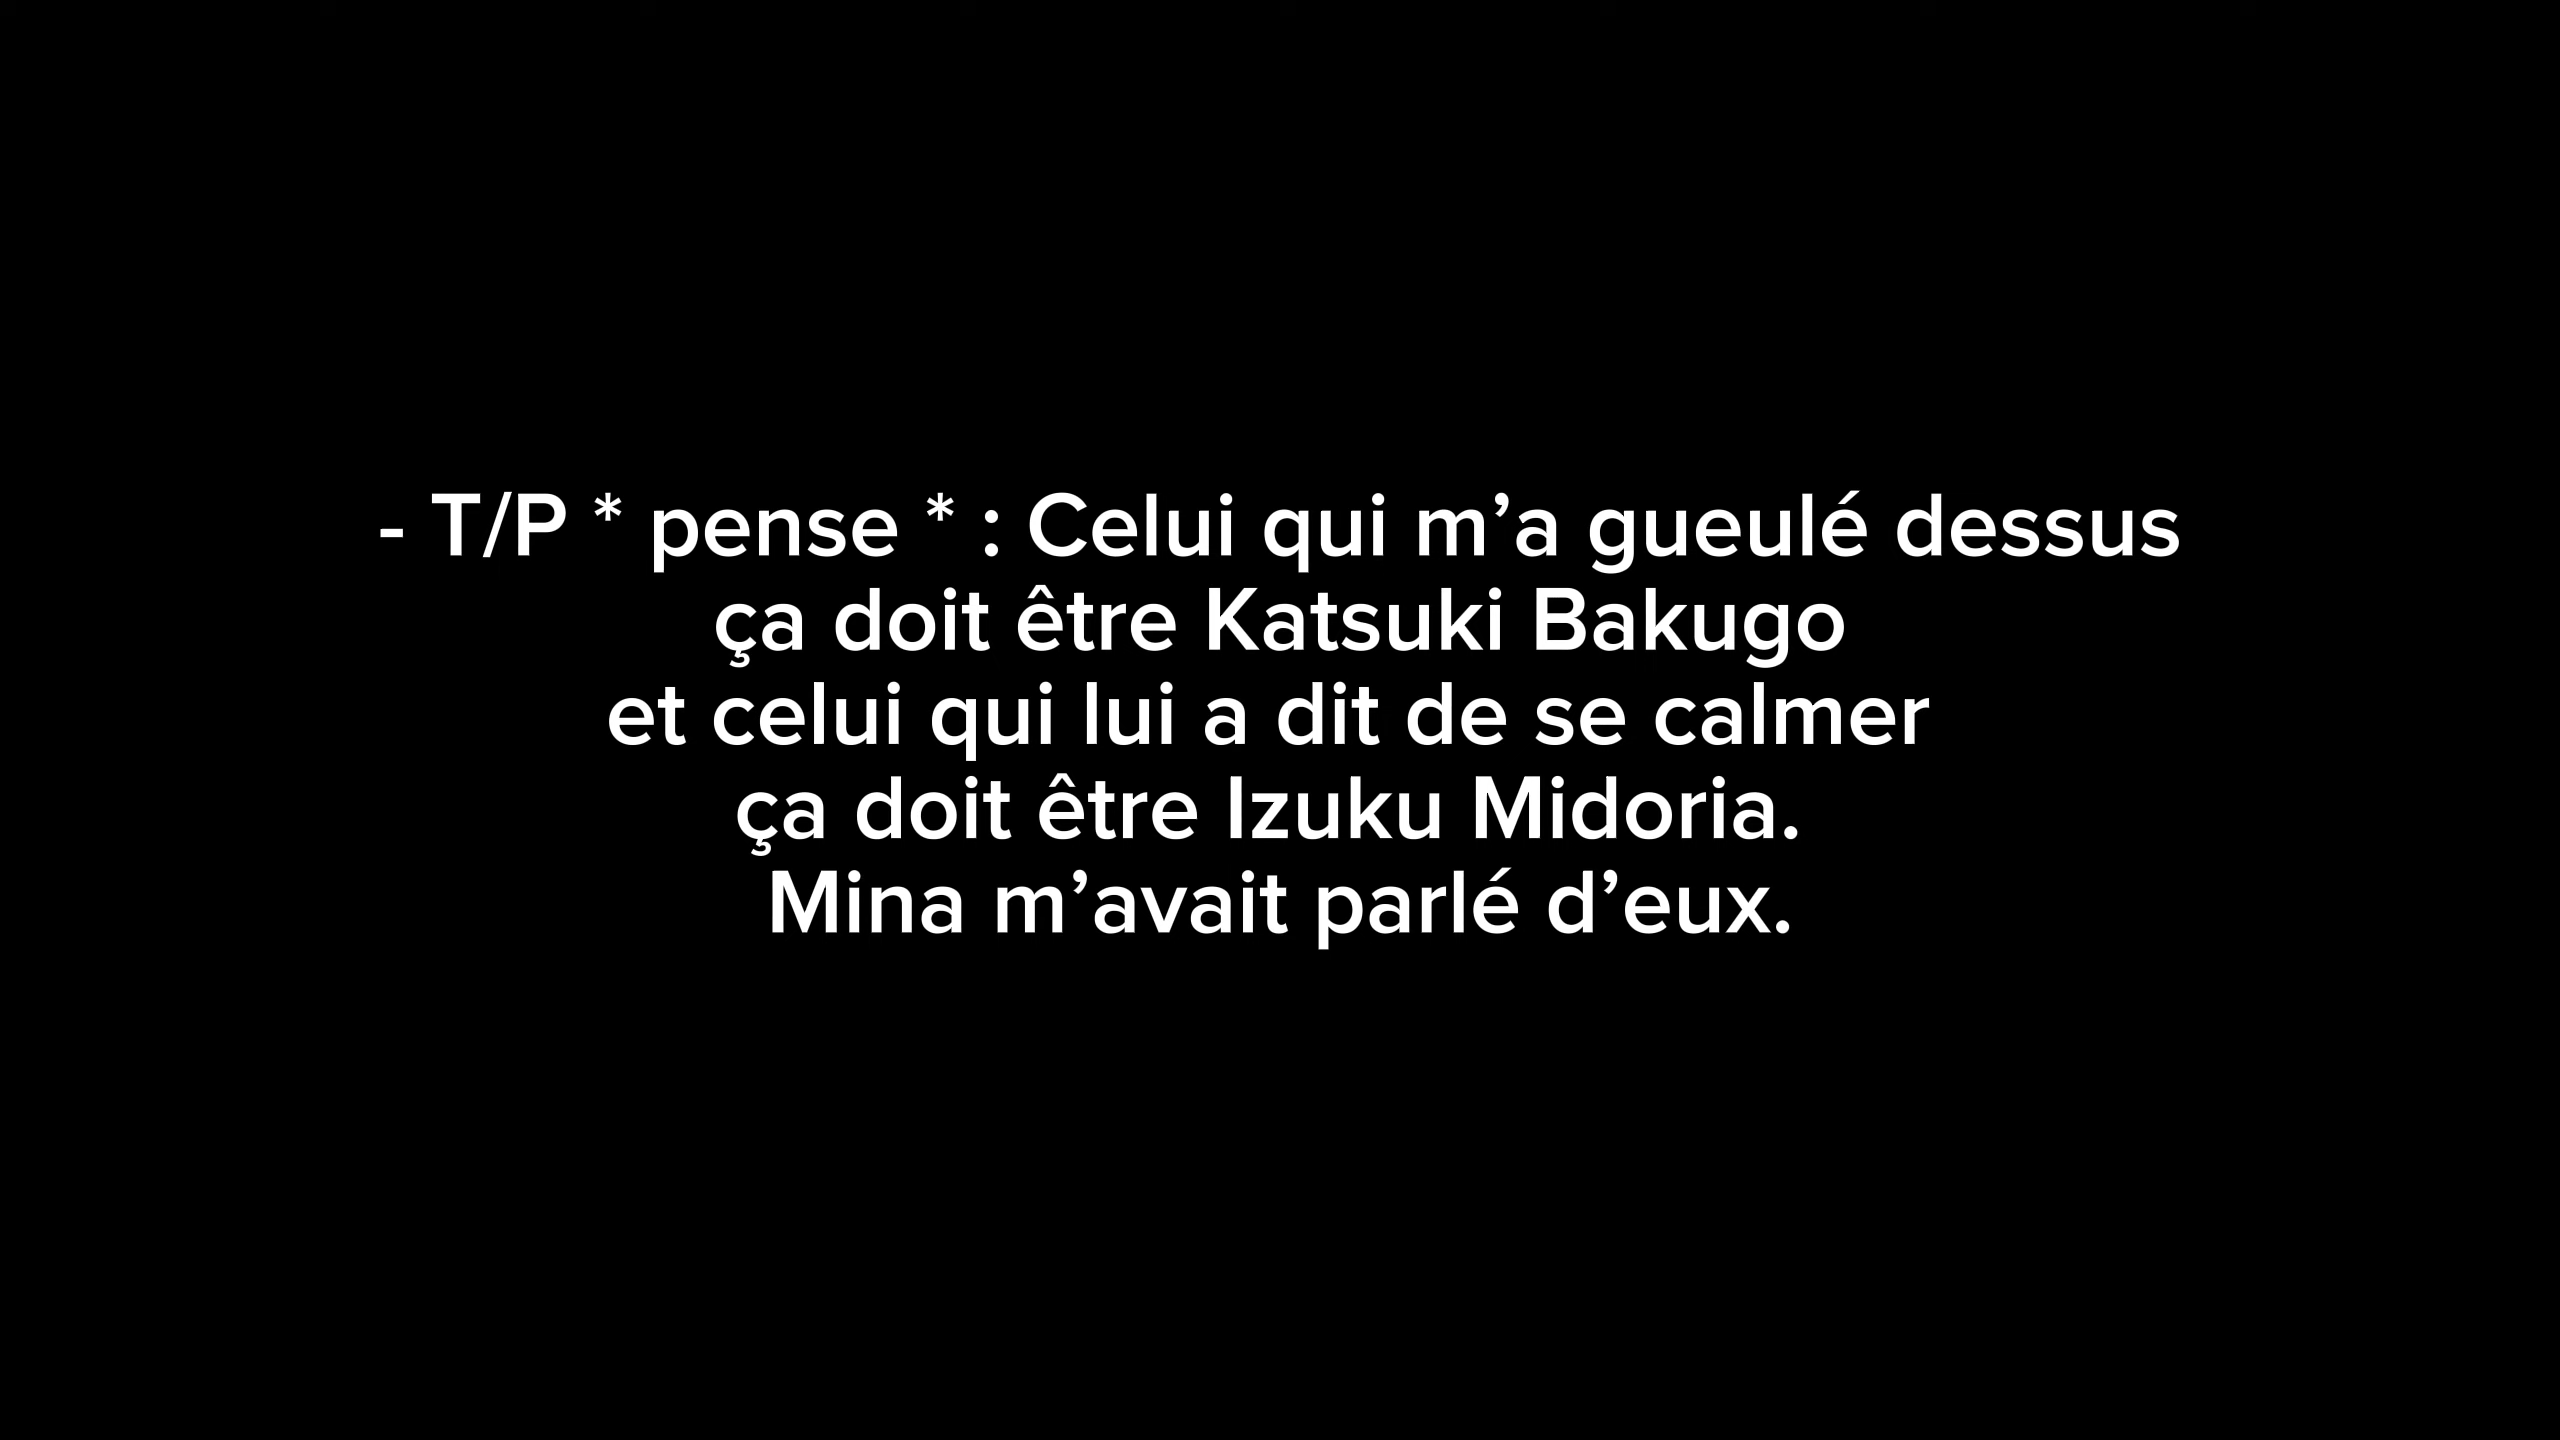 - T/P * pense * : Celui qui m’a gueulé dessus
ça doit être Katsuki Bakugo
et celui qui lui a dit de se calmer
ça doit être Izuku Midoria.
Mina m’avait parlé d’eux.